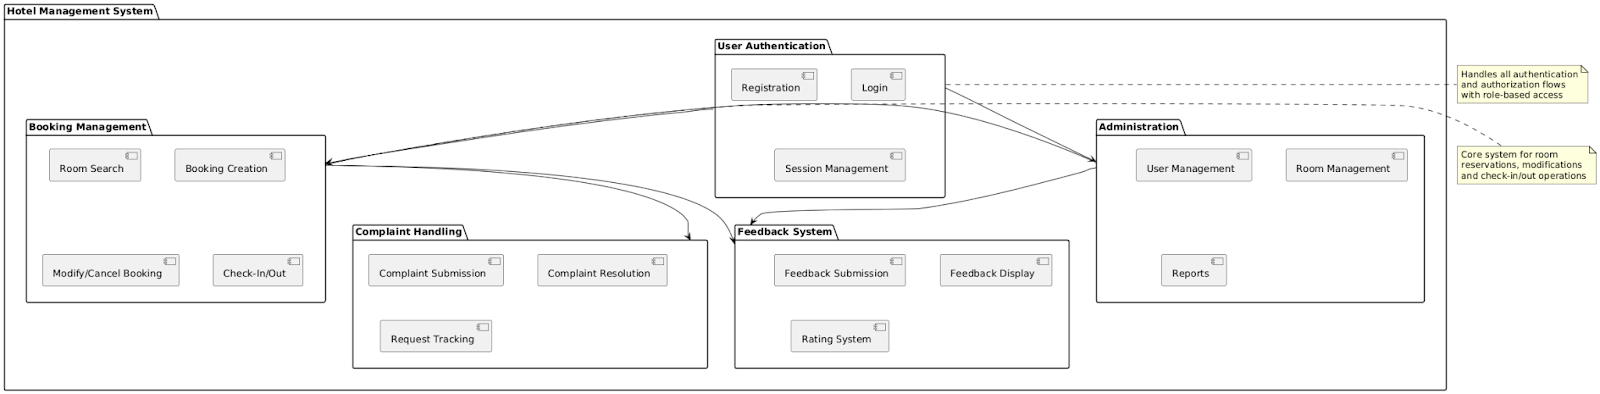 Hotel Management System
User Authentication
Registration
Login
Session Management
Handles all authentication
and authorization flows
with role-based access
Booking Management
Room Search
Booking Creation
Modify/Cancel Booking
Check-In/Out
Administration
User Management
Room Management
Reports
Core system for room
reservations, modifications
and check-in/out operations
Complaint Handling
Complaint Submission
Complaint Resolution
Request Tracking
Feedback System
Feedback Submission
Feedback Display
Rating System